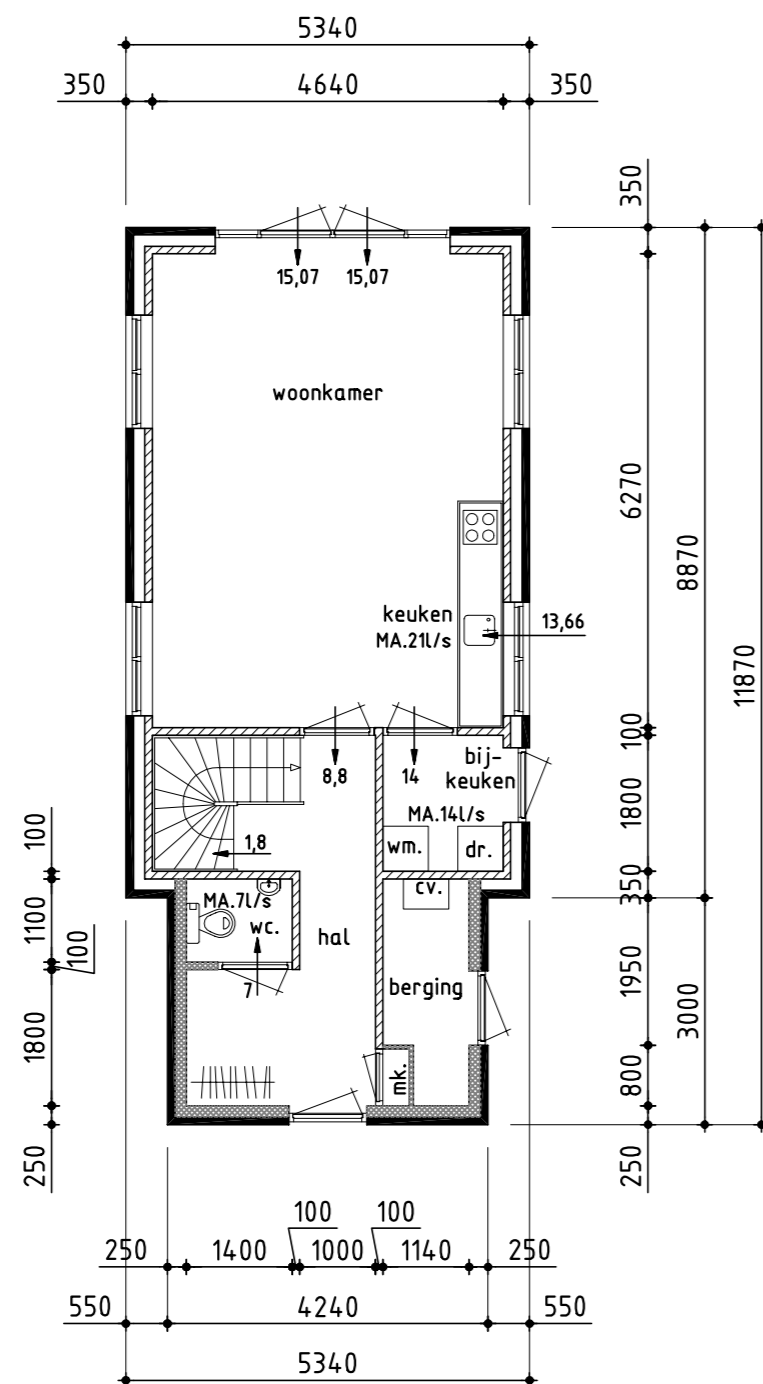 5340
350 4640 350
350
15,07 15,07
woonkamer
6270
8870
11870
keuken
MA.21l/s
13,66
8,8
14
bij-
keuken
100
1,8
MA.14l/s
1800
wm.
dr.
100
MA.7l/s
wc.
cv.
350
1100
hal
100
7
berging
1950
3000
1800
mk.
800
250
250
100 100
250 1400 1000 1140 250
550 4240 550
5340